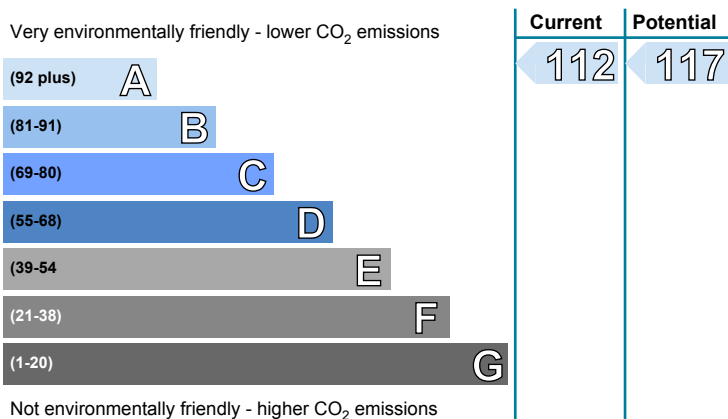 Current Potential
Very environmentally friendly - lower CO₂ emissions
(92 plus) A 112 117
(81-91) B
(69-80) C
(55-68) D
(39-54 E
(21-38) F
(1-20) G
Not environmentally friendly - higher CO₂ emissions